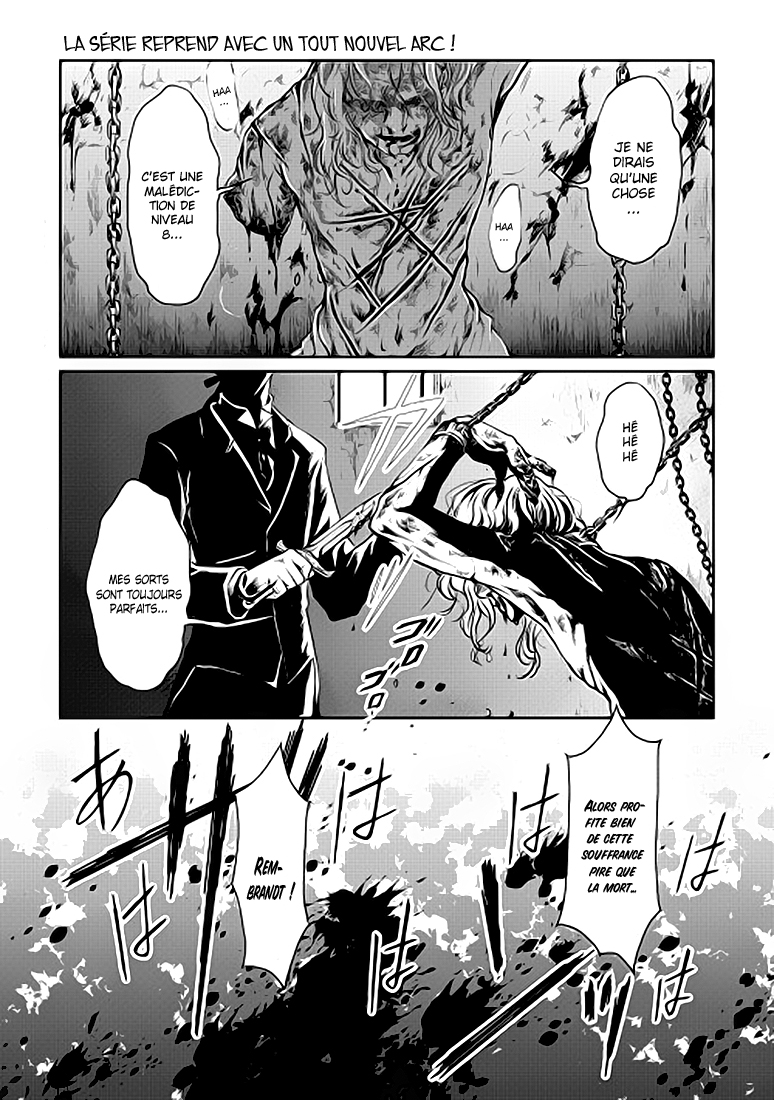 LA SÉRIE REPREND AVEC UN TOUT NOUVEL ARC !
JE NE
DIRAIS
QU'UNE
CHOSE
...
HAA
...
HAA
...
C'EST UNE
MALÉDIC-
TION DE
NIVEAU
8...
HÉ
HÉ
HÉ
ガ
ゴロゴロ
MES SORTS
SONT TOUJOURS
PARFAITS...
ALORS PRO-
FITE BIEN
DE CETTE
SOUFFRANCE
PIRE QUE
LA MORT...
REM-
BRANDT !
あ
は
は
は
は
は
は
は